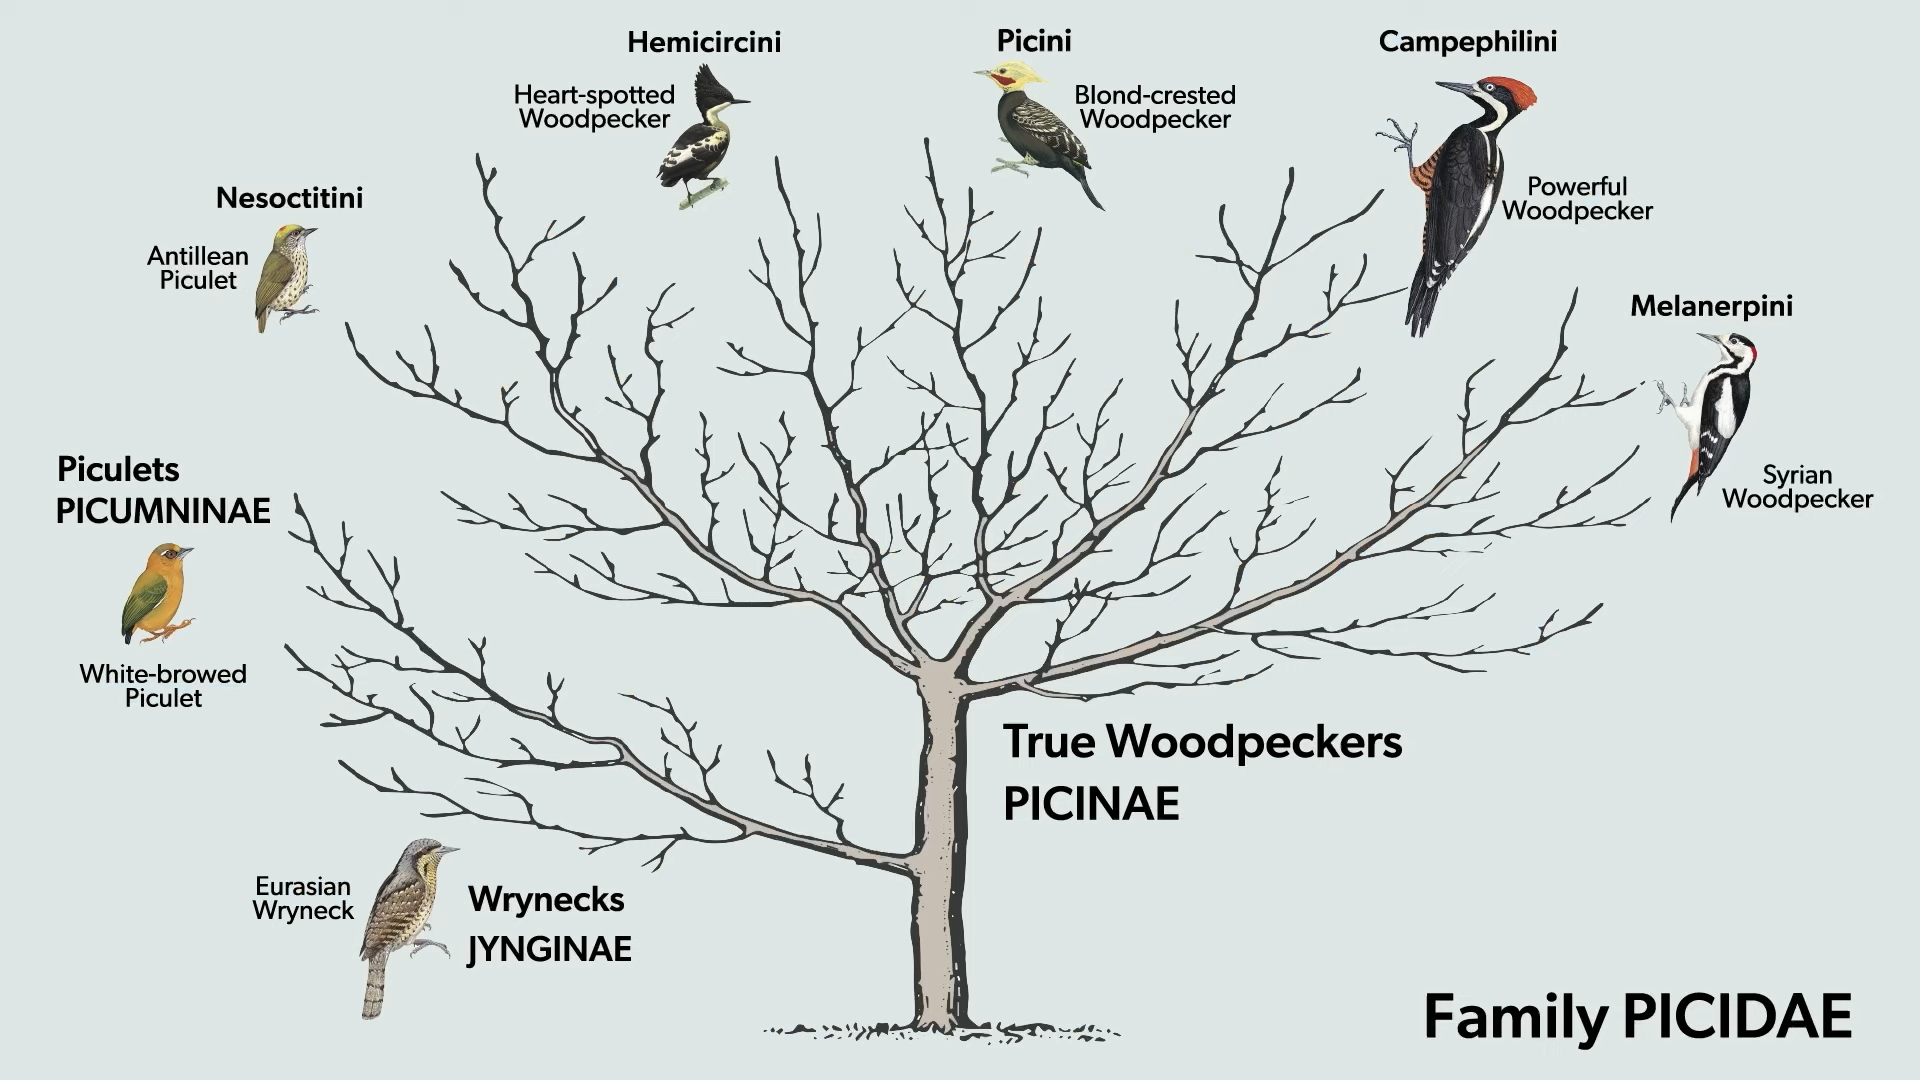 Hemicircini
Heart-spotted
Woodpecker
Picini
Blond-crested
Woodpecker
Campephilini
Powerful
Woodpecker
Nesoctitini
Antillean
Piculet
Melanerpini
Syrian
Woodpecker
Piculets
PICUMNINAE
White-browed
Piculet
True Woodpeckers
PICINAE
Eurasian
Wryneck
Wrynecks
JYNGINAE
Family PICIDAE